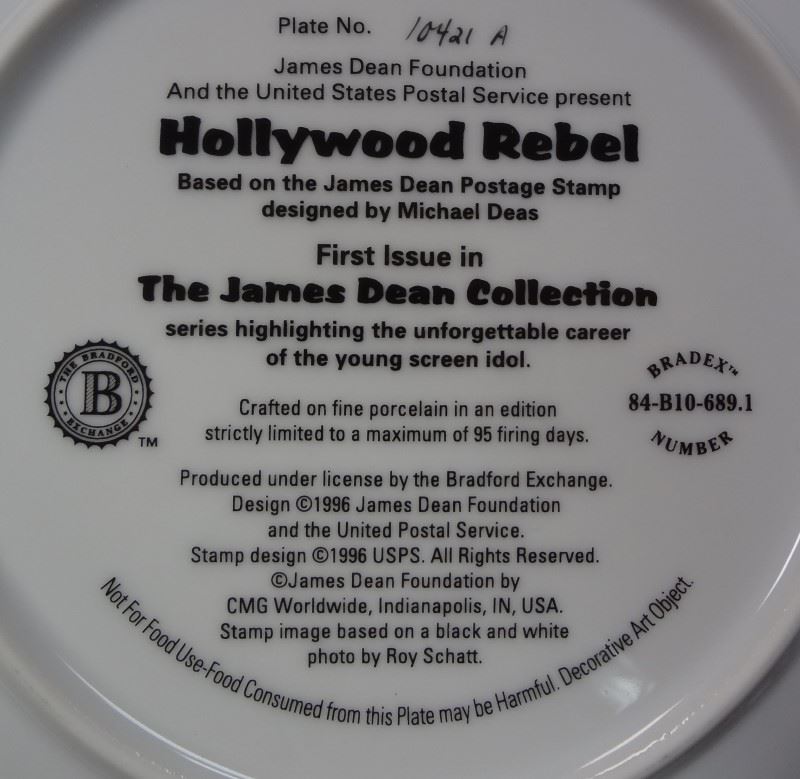 Plate No. 10421 A
James Dean Foundation
And the United States Postal Service present
Hollywood Rebel
Based on the James Dean Postage Stamp
designed by Michael Deas
First Issue in
The James Dean Collection
series highlighting the unforgettable career
of the young screen idol.
THE BRADFORD
B
EXCHANGE
TM
BRADEX™
84-B10-689.1
NUMBER
Crafted on fine porcelain in an edition
strictly limited to a maximum of 95 firing days.
Produced under license by the Bradford Exchange.
Design ©1996 James Dean Foundation
and the United Postal Service.
Stamp design ©1996 USPS. All Rights Reserved.
©James Dean Foundation by
CMG Worldwide, Indianapolis, IN, USA.
Stamp image based on a black and white
photo by Roy Schatt.
Not For Food Use-Food Consumed from this Plate may be Harmful. Decorative Art Object.